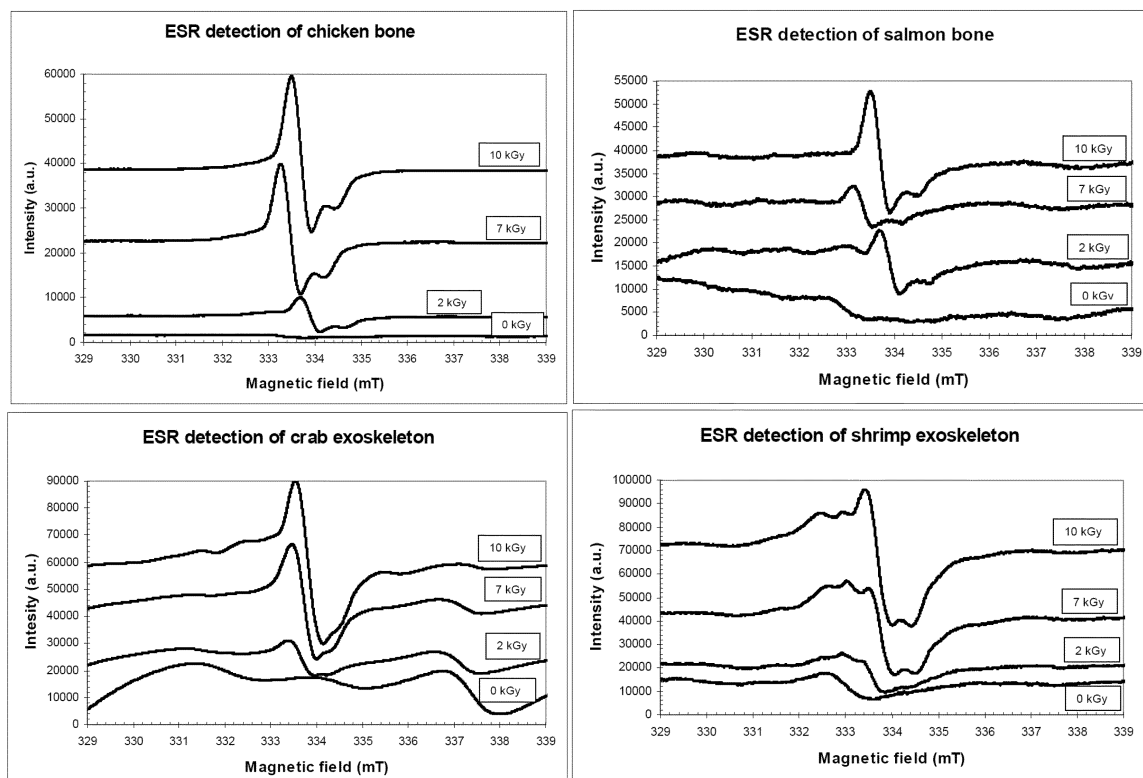 ESR detection of chicken bone
60000
50000
40000
30000
20000
10000
0
Intensity (a.u.)
10 kGy
7 kGy
2 kGy
0 kGy
329 330 331 332 333 334 335 336 337 338 339
Magnetic field (mT)
ESR detection of salmon bone
55000
50000
45000
40000
35000
30000
25000
20000
15000
10000
5000
0
Intensity (a.u.)
10 kGy
7 kGy
2 kGy
0 kGy
329 330 331 332 333 334 335 336 337 338 339
Magnetic field (mT)
ESR detection of crab exoskeleton
90000
80000
70000
60000
50000
40000
30000
20000
10000
0
Intesity (a.u.)
10 kGy
7 kGy
2 kGy
0 kGy
329 330 331 332 333 334 335 336 337 338 339
Magnetic field (mT)
ESR detection of shrimp exoskeleton
100000
90000
80000
70000
60000
50000
40000
30000
20000
10000
0
Intensity (a.u.)
10 kGy
7 kGy
2 kGy
0 kGy
329 330 331 332 333 334 335 336 337 338 339
Magnetic field (mT)